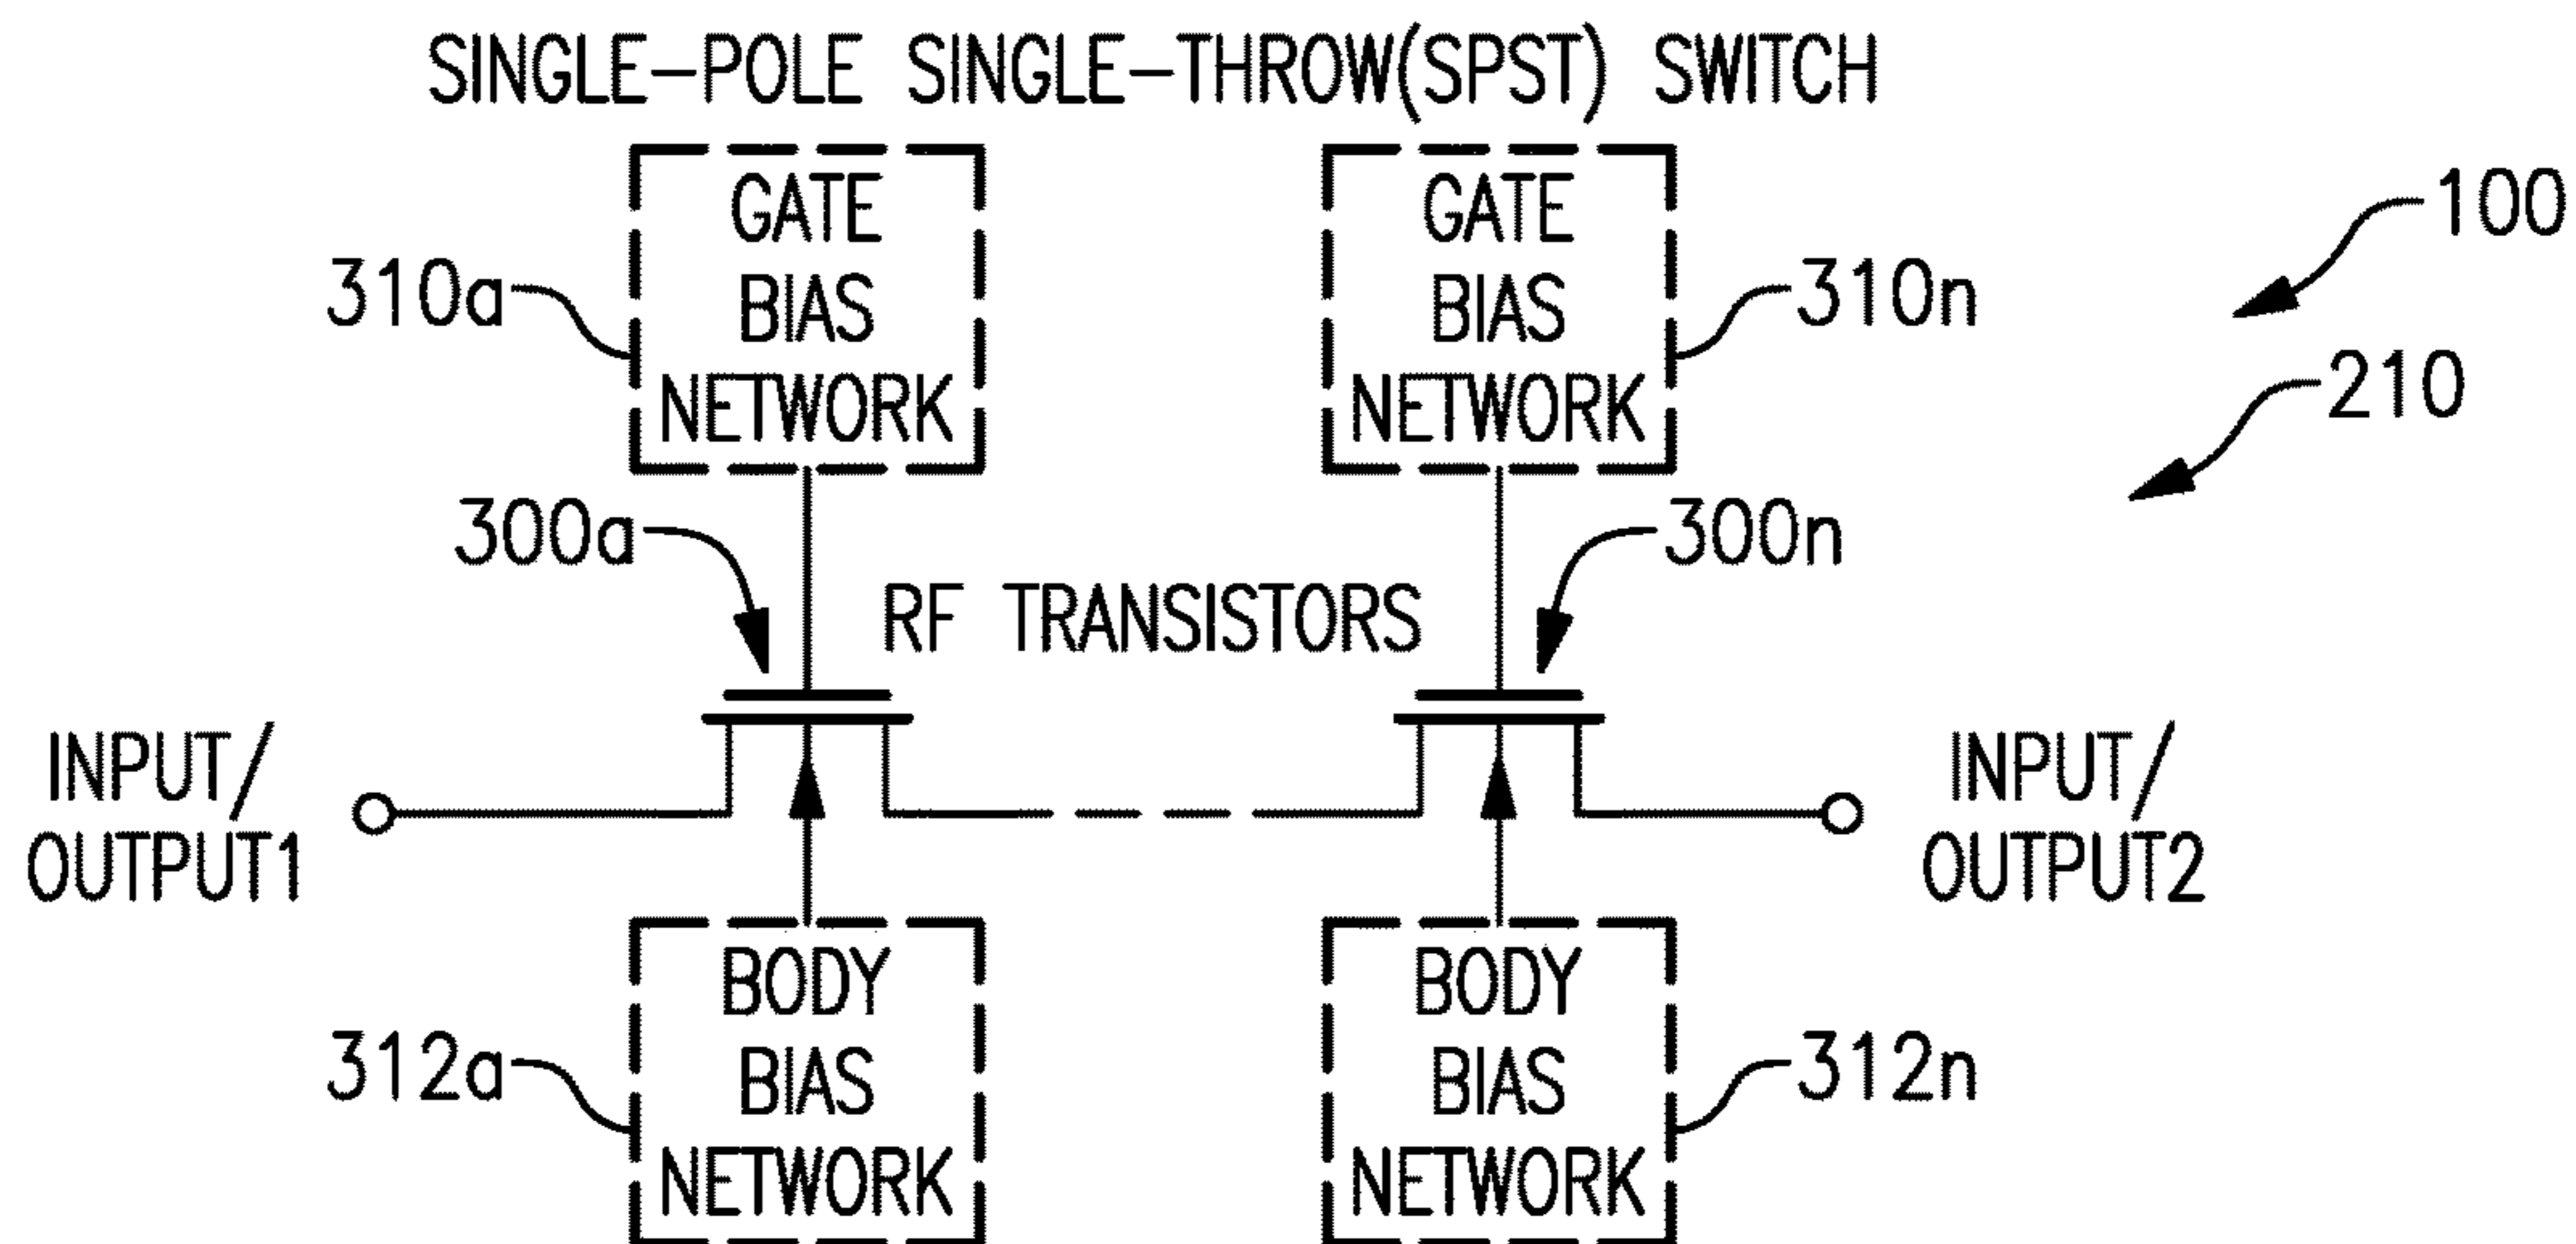 SINGLE-POLE SINGLE-THROW(SPST) SWITCH
GATE
BIAS
NETWORK
310a
GATE
BIAS
NETWORK
310n
100
210
300a
RF TRANSISTORS
300n
INPUT/
OUTPUT1
INPUT/
OUTPUT2
BODY
BIAS
NETWORK
312a
BODY
BIAS
NETWORK
312n